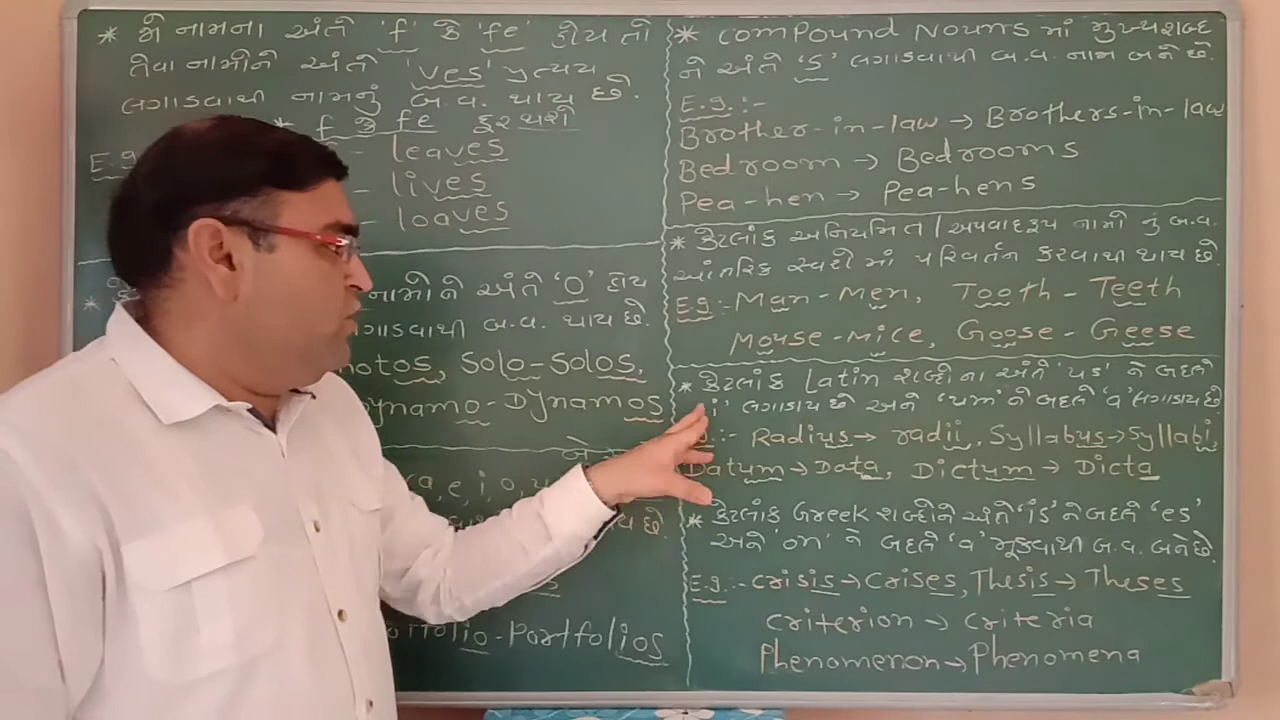 * જે નામના અંતે 'f' કે 'fe' હોય તો
તેવા નામોને અંતે 'ves' પ્રત્યય
લગાડવાથી નામનું બ.વ. થાય છે.
* f કે fe દૂર થશે
E.g
- leaves
- lives
- loaves
* નામોને અંતે 'O' હોય
લગાડવાથી બ.વ. થાય છે.
hotos, Solo-Solos,
Dynamo-Dynamos
a, e, i, o, u
થાય છે.
Portfolio-Portfolios
* Compound Nouns માં મુખ્યશબ્દ
ને અંતે 'S' લગાડવાથી બ.વ. નામ બને છે.
E.g.:-
Brother-in-law → Brothers-in-law
Bedroom → Bedrooms
Pea-hen → Pea-hens
* કેટલાંક અનિયમિત/અપવાદરૂપ નામો નું બ.વ.
આંતરિક સ્વરોમાં પરિવર્તન કરવાથી થાય છે.
E.g:- Man-Men, Tooth-Teeth
Mouse-Mice, Goose-Geese
* કેટલાંક Latin શબ્દોના અંતે 'us' ને બદલે
'i' લગાડાય છે અને 'um' ને બદલે 'a' લગાડાય છે
:- Radius → radii, Syllabus → Syllabi,
Datum → Data, Dictum → Dicta
* કેટલાંક Greek શબ્દોને અંતે 'is' ને બદલે 'es'
અને 'on' ને બદલે 'a' મૂકવાથી બ.વ. બને છે.
E.g.:- Crisis → Crises, Thesis → Theses
Criterion → Criteria
Phenomenon → Phenomena